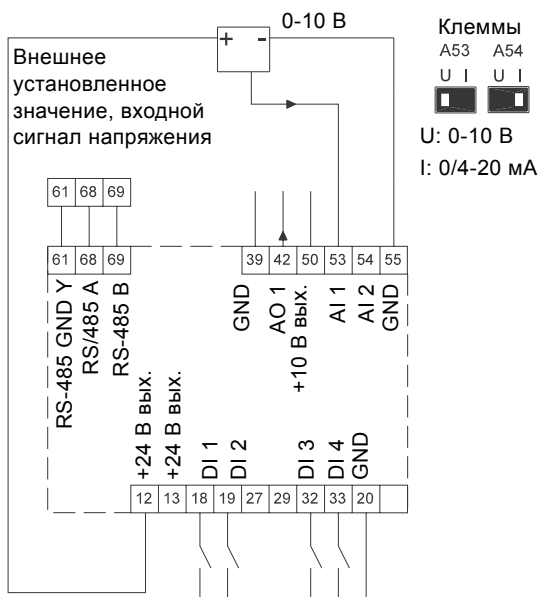 + -
0-10 В
Внешнее
установленное
значение, входной
сигнал напряжения
Клеммы
A53 A54
U I U I
U: 0-10 В
I: 0/4-20 мА
61 68 69
61 68 69
39 42 50 53 54 55
RS-485 GND Y
RS/485 A
RS-485 B
GND
AO 1
+10 В вых.
AI 1
AI 2
GND
+24 В вых.
+24 В вых.
DI 1
DI 2
DI 3
DI 4
GND
12 13 18 19 27 29 32 33 20